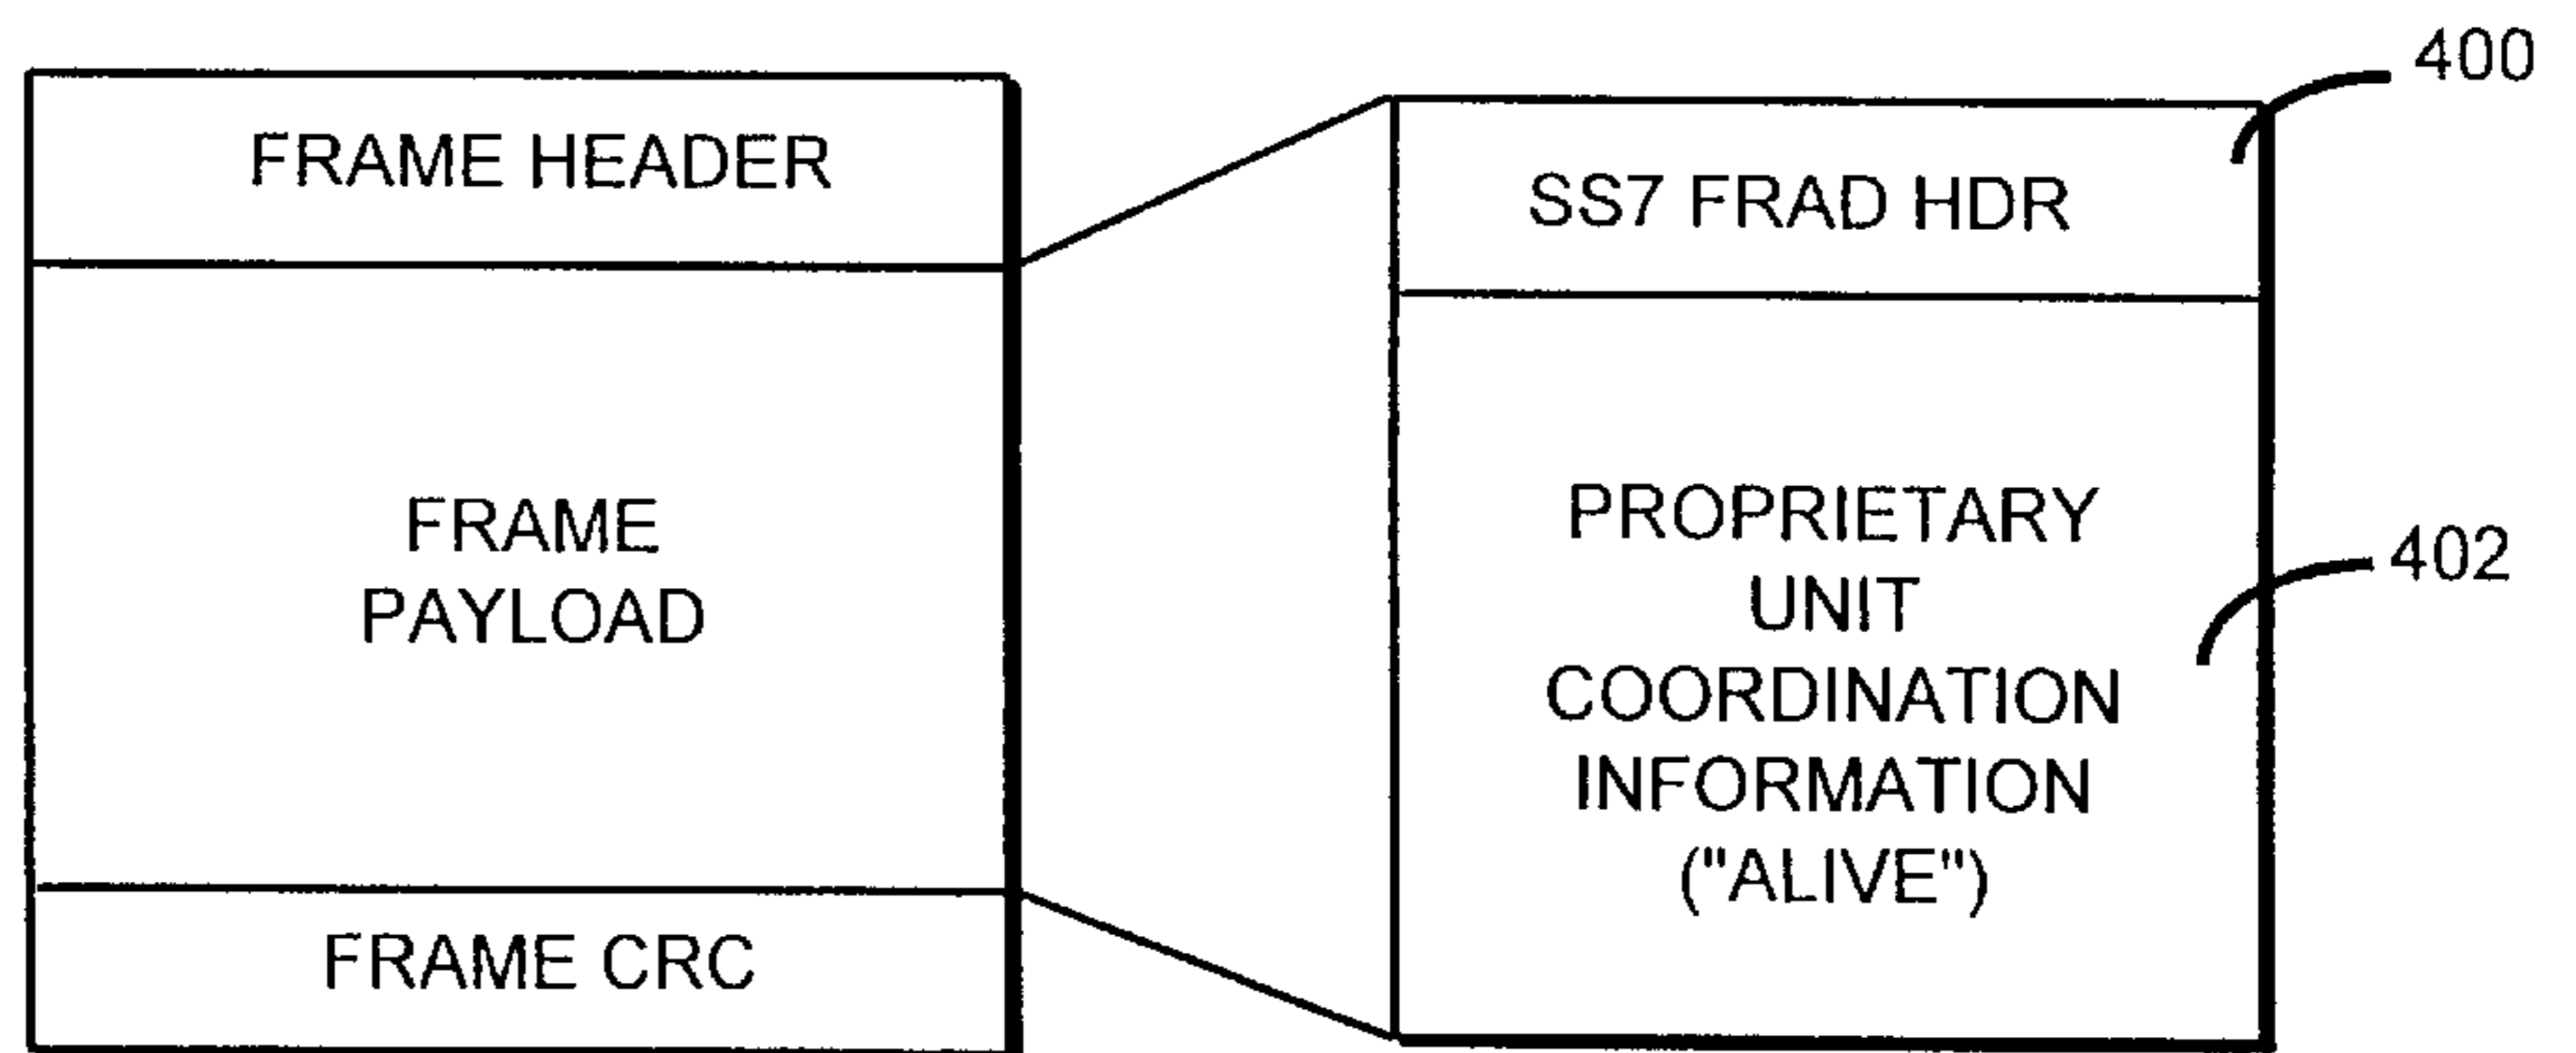 FRAME HEADER
FRAME
PAYLOAD
FRAME CRC
400
SS7 FRAD HDR
PROPRIETARY
UNIT
COORDINATION
INFORMATION
("ALIVE")
402